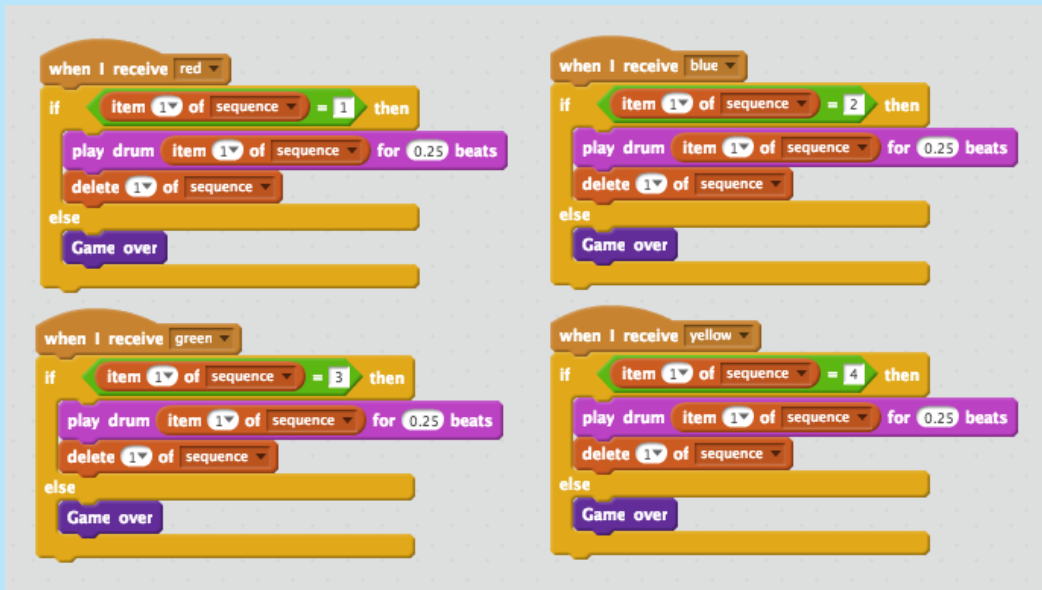 when I receive red
if item 1 of sequence = 1 then
play drum item 1 of sequence for 0.25 beats
delete 1 of sequence
else
Game over
when I receive blue
if item 1 of sequence = 2 then
play drum item 1 of sequence for 0.25 beats
delete 1 of sequence
else
Game over
when I receive green
if item 1 of sequence = 3 then
play drum item 1 of sequence for 0.25 beats
delete 1 of sequence
else
Game over
when I receive yellow
if item 1 of sequence = 4 then
play drum item 1 of sequence for 0.25 beats
delete 1 of sequence
else
Game over